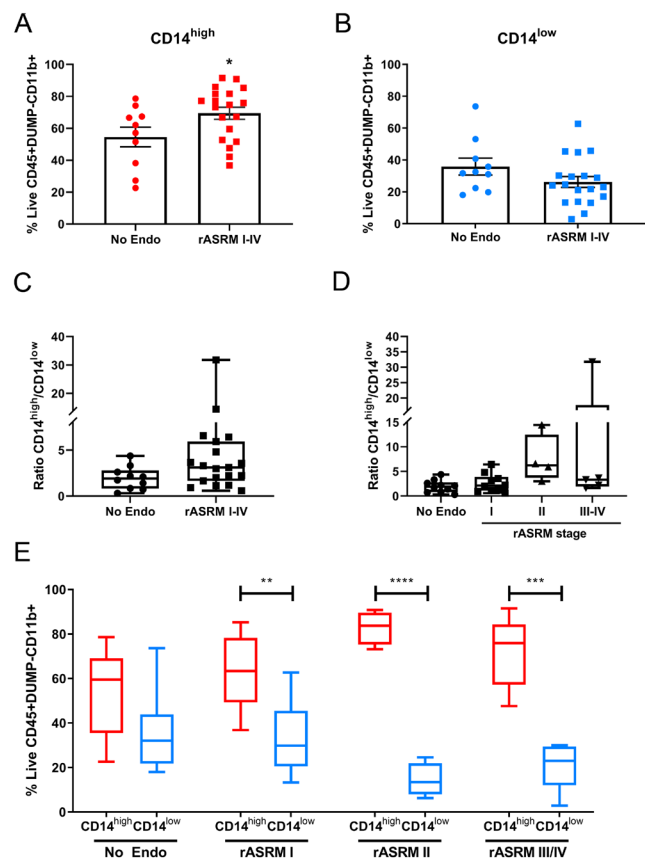 A
CD14high
*
% Live CD45+DUMP-CD11b+
100
80
60
40
20
0
No Endo
rASRM I-IV
B
CD14low
% Live CD45+DUMP-CD11b+
100
80
60
40
20
0
No Endo
rASRM I-IV
C
Ratio CD14high/CD14low
40
30
20
10
5
0
No Endo
rASRM I-IV
D
Ratio CD14high/CD14low
40
35
30
25
20
15
10
5
0
No Endo
I
II
III-IV
rASRM stage
E
% Live CD45+DUMP-CD11b+
100
80
60
40
20
0
**
****
***
CD14high CD14low
CD14high CD14low
CD14high CD14low
CD14high CD14low
No Endo
rASRM I
rASRM II
rASRM III/IV